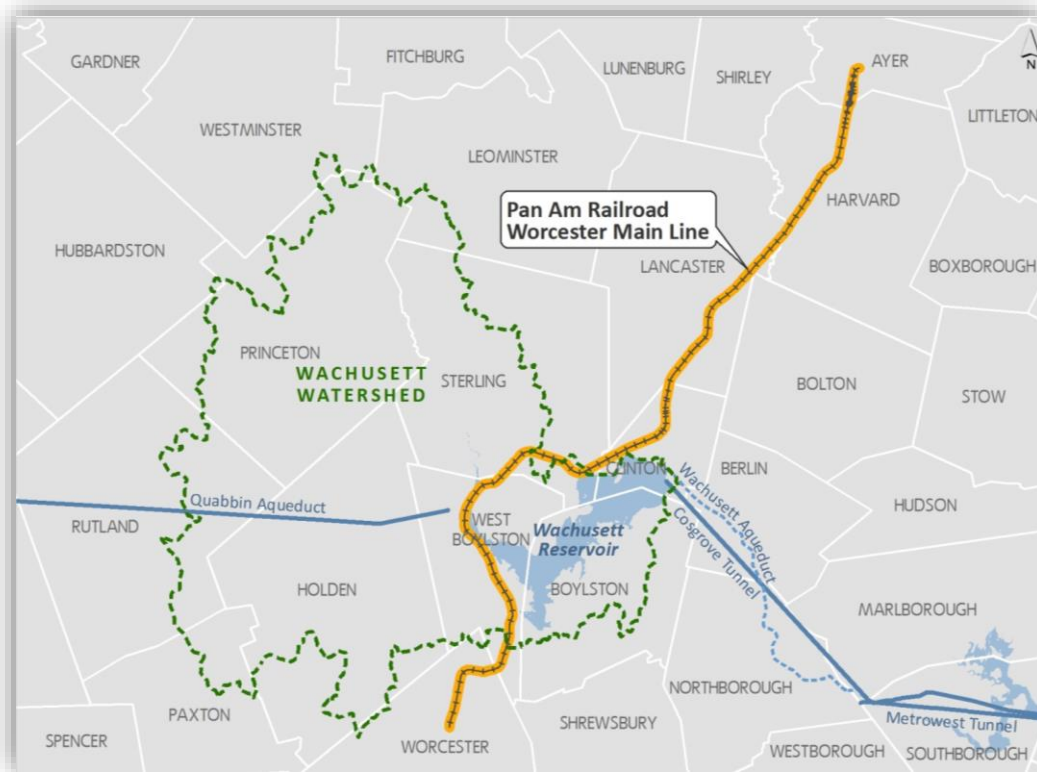 GARDNER
FITCHBURG
LUNENBURG
SHIRLEY
AYER
N
LITTLETON
WESTMINSTER
LEOMINSTER
HARVARD
Pan Am Railroad
Worcester Main Line
HUBBARDSTON
LANCASTER
BOXBOROUGH
PRINCETON
WACHUSETT
WATERSHED
STERLING
BOLTON
STOW
CLINTON
BERLIN
Wachusett Aqueduct
Quabbin Aqueduct
HUDSON
RUTLAND
WEST
BOYLSTON
Wachusett
Reservoir
Cosgrove Tunnel
HOLDEN
BOYLSTON
MARLBOROUGH
NORTHBOROUGH
PAXTON
SHREWSBURY
Metrowest Tunnel
SPENCER
WORCESTER
WESTBOROUGH
SOUTHBOROUGH